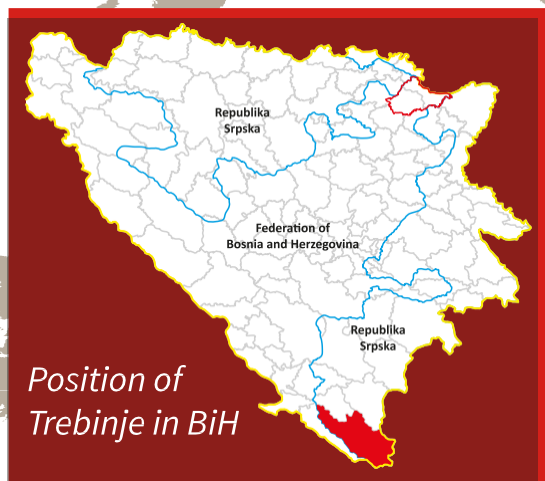 Republika
Srpska
Federation of
Bosnia and Herzegovina
Republika
Srpska
Position of
Trebinje in BiH